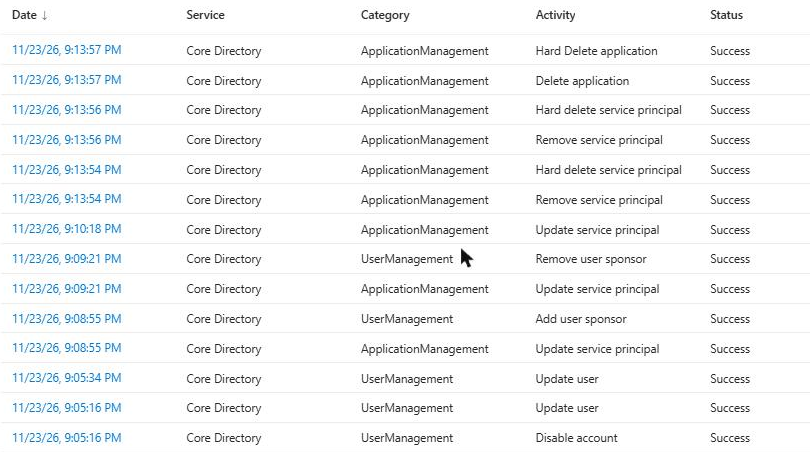 Date ↓ Service Category Activity Status
11/23/26, 9:13:57 PM Core Directory ApplicationManagement Hard Delete application Success
11/23/26, 9:13:57 PM Core Directory ApplicationManagement Delete application Success
11/23/26, 9:13:56 PM Core Directory ApplicationManagement Hard delete service principal Success
11/23/26, 9:13:56 PM Core Directory ApplicationManagement Remove service principal Success
11/23/26, 9:13:54 PM Core Directory ApplicationManagement Hard delete service principal Success
11/23/26, 9:13:54 PM Core Directory ApplicationManagement Remove service principal Success
11/23/26, 9:10:18 PM Core Directory ApplicationManagement Update service principal Success
11/23/26, 9:09:21 PM Core Directory UserManagement Remove user sponsor Success
11/23/26, 9:09:21 PM Core Directory ApplicationManagement Update service principal Success
11/23/26, 9:08:55 PM Core Directory UserManagement Add user sponsor Success
11/23/26, 9:08:55 PM Core Directory ApplicationManagement Update service principal Success
11/23/26, 9:05:34 PM Core Directory UserManagement Update user Success
11/23/26, 9:05:16 PM Core Directory UserManagement Update user Success
11/23/26, 9:05:16 PM Core Directory UserManagement Disable account Success